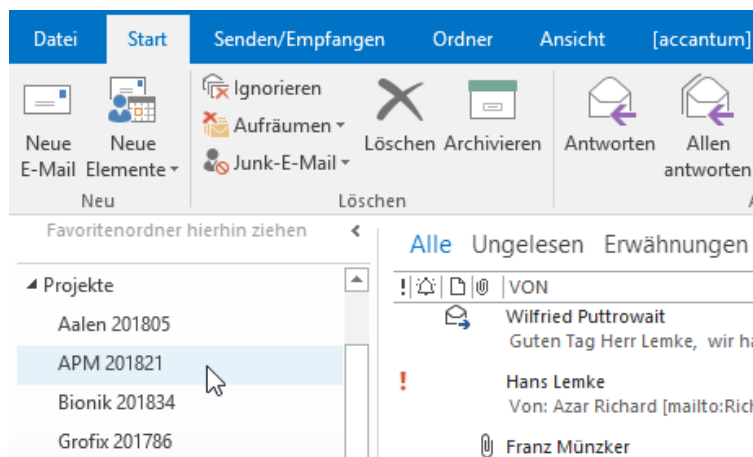 Datei Start Senden/Empfangen Ordner Ansicht [accantum]
Neue E-Mail
Neue Elemente
Ignorieren
Aufräumen
Junk-E-Mail
Löschen
Archivieren
Antworten
Allen antworten
Neu
Löschen
Favoritenordner hierhin ziehen
Alle Ungelesen Erwähnungen
! VON
Projekte
Aalen 201805
APM 201821
Bionik 201834
Grofix 201786
Wilfried Puttrowait
Guten Tag Herr Lemke, wir ha
!
Hans Lemke
Von: Azar Richard [mailto:Rich
Franz Münzker